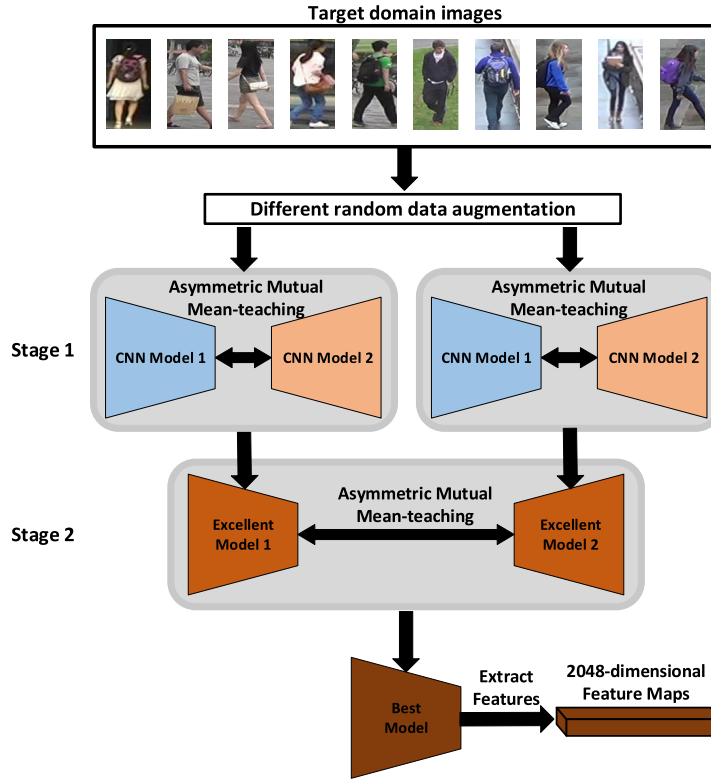 Target domain images
Different random data augmentation
Asymmetric Mutual
Mean-teaching
Asymmetric Mutual
Mean-teaching
Stage 1
CNN Model 1
CNN Model 2
CNN Model 1
CNN Model 2
Stage 2
Asymmetric Mutual
Mean-teaching
Excellent
Model 1
Excellent
Model 2
Best
Model
Extract
Features
2048-dimensional
Feature Maps